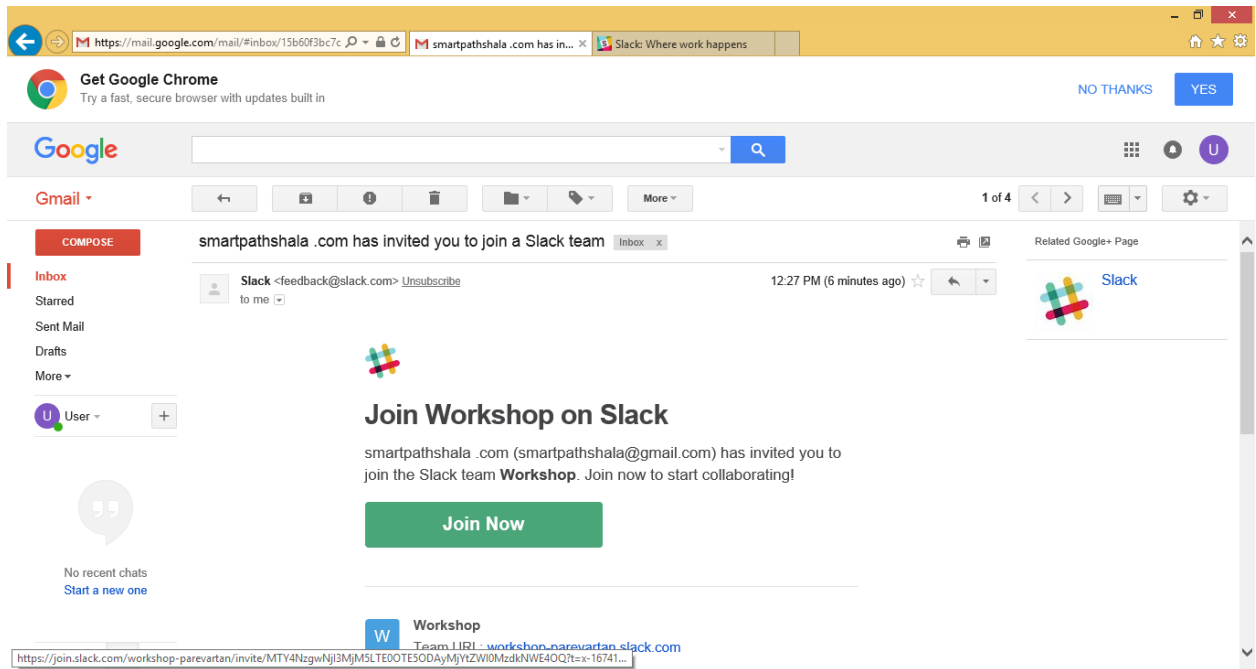 https://mail.google.com/mail/#inbox/15b60f3bc7c
smartpathshala .com has in...
Slack: Where work happens
Get Google Chrome
Try a fast, secure browser with updates built in
NO THANKS
YES
Google
U
Gmail
More
1 of 4
COMPOSE
smartpathshala .com has invited you to join a Slack team
Inbox x
Related Google+ Page
Inbox
Starred
Sent Mail
Drafts
More
Slack <feedback@slack.com> Unsubscribe
to me
12:27 PM (6 minutes ago)
Slack
U User
Join Workshop on Slack
smartpathshala .com (smartpathshala@gmail.com) has invited you to
join the Slack team Workshop. Join now to start collaborating!
Join Now
No recent chats
Start a new one
W
Workshop
Team URL: workshop-parevartan.slack.com
https://join.slack.com/workshop-parevartan/invite/